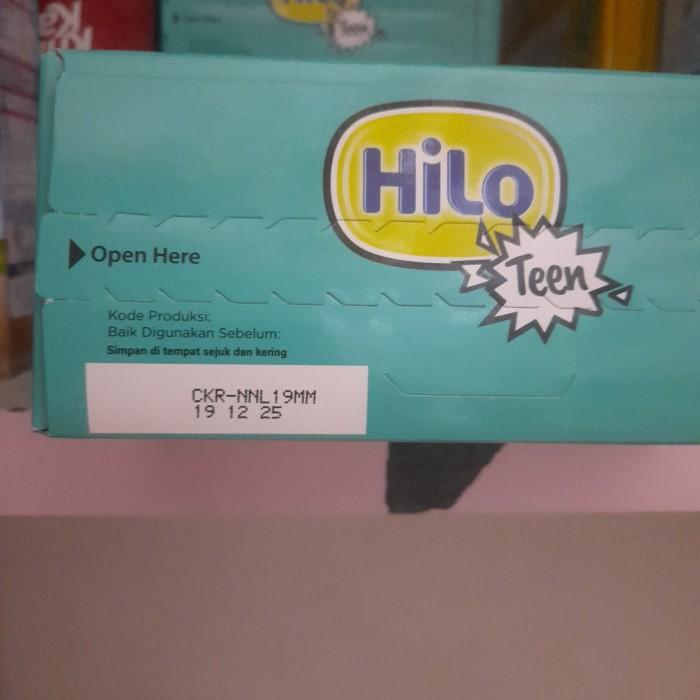 Teen
HiLo
Open Here
Teen
Kode Produksi:
Baik Digunakan Sebelum:
Simpan di tempat sejuk dan kering
CKR-NNL19MM
19 12 25